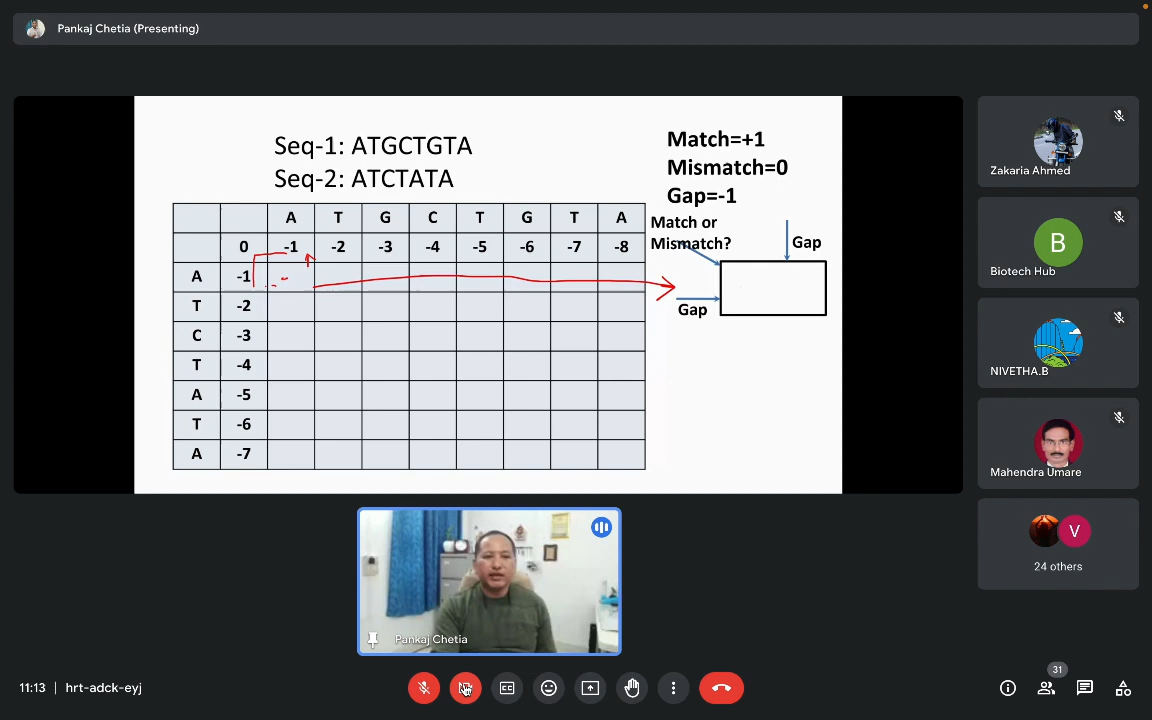 Pankaj Chetia (Presenting)
Seq-1: ATGCTGTA
Seq-2: ATCTATA
Match=+1
Mismatch=0
Gap=-1
Match or
Mismatch?
Gap
Gap
A T G C T G T A
0 -1 -2 -3 -4 -5 -6 -7 -8
A -1
T -2
C -3
T -4
A -5
T -6
A -7
Zakaria Ahmed
B
Biotech Hub
NIVETHA.B
Mahendra Umare
V
24 others
Pankaj Chetia
11:13 | hrt-adck-eyj
CC
31